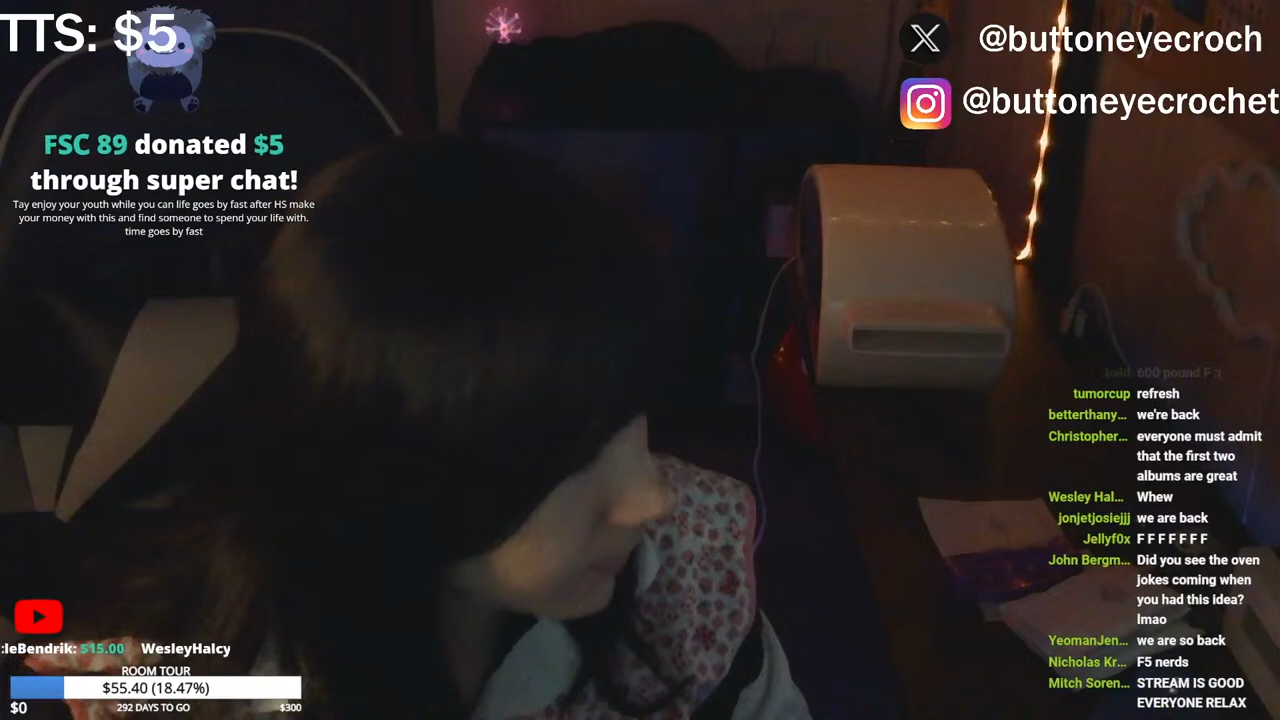 TTS: $5
@buttoneyecroch
@buttoneyecrochet
FSC 89 donated $5
through super chat!
Tay enjoy your youth while you can life goes by fast after HS make
your money with this and find someone to spend your life with.
time goes by fast
bald 600 pound F :(
tumorcup refresh
betterthany... we're back
Christopher... everyone must admit
that the first two
albums are great
Wesley Hal... Whew
jonjetjosiejjj we are back
Jellyf0x F F F F F F F
John Bergm... Did you see the oven
jokes coming when
you had this idea?
lmao
YeomanJen... we are so back
Nicholas Kr... F5 nerds
Mitch Soren... STREAM IS GOOD
EVERYONE RELAX
:leBendrik: $15.00 WesleyHalcy
ROOM TOUR
$55.40 (18.47%)
$0 292 DAYS TO GO $300